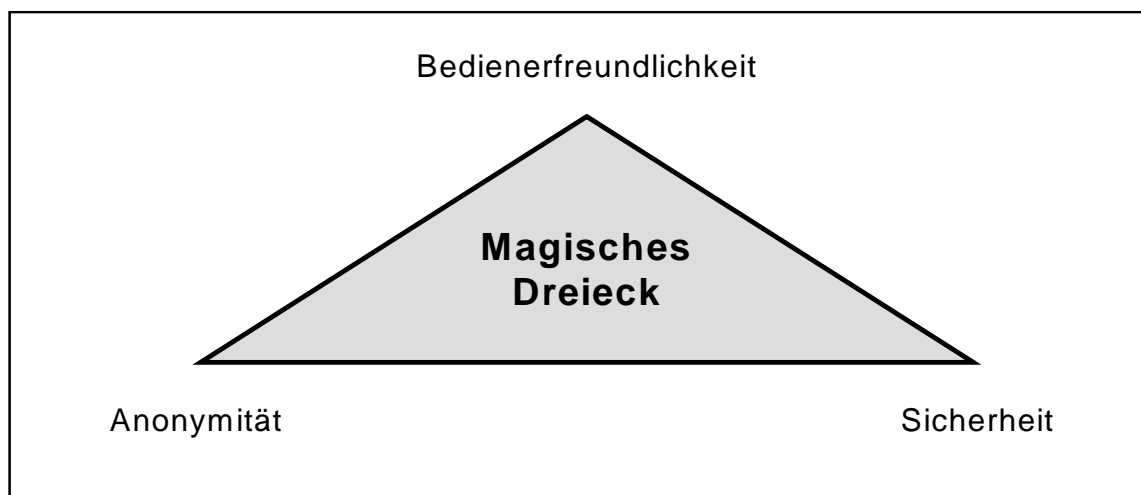 Bedienerfreundlichkeit
Magisches
Dreieck
Anonymität
Sicherheit